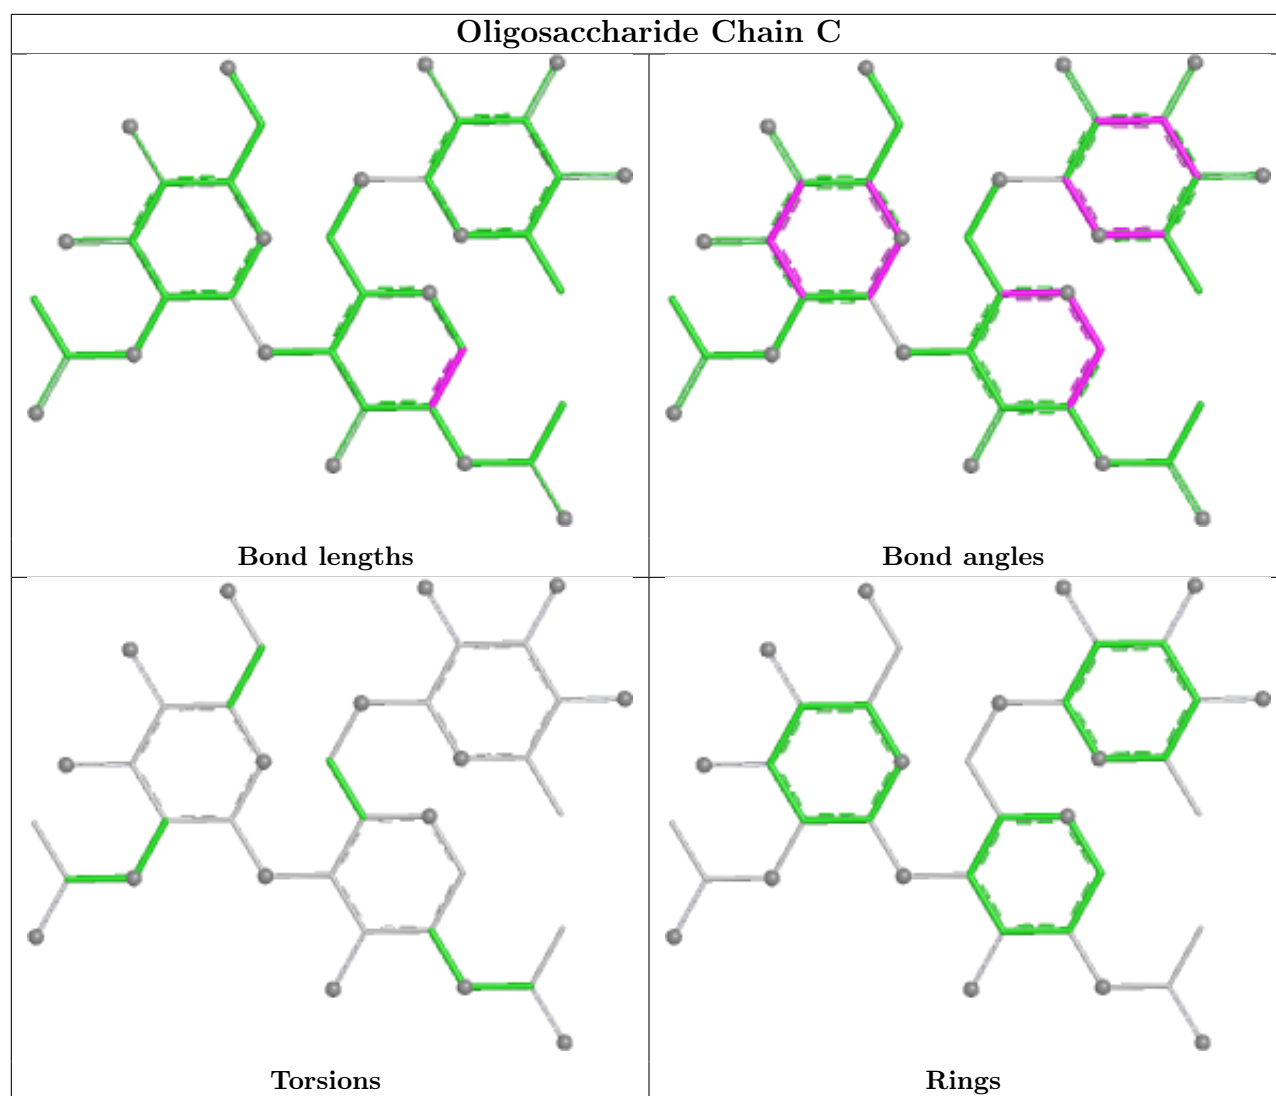 Oligosaccharide Chain C
Bond lengths
Bond angles
Torsions
Rings